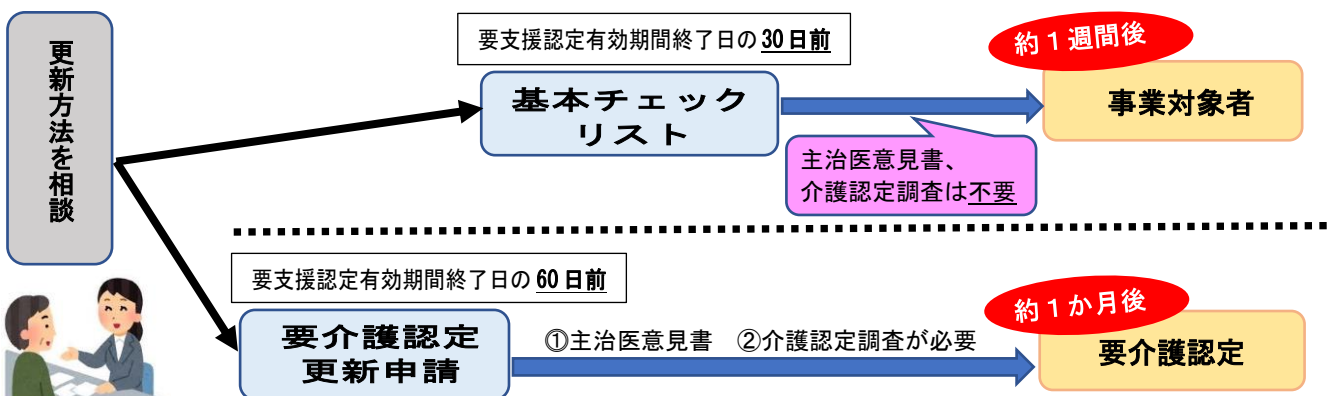 更新方法を相談
要支援認定有効期間終了日の 30日前
基本チェック
リスト
約1週間後
事業対象者
主治医意見書、
介護認定調査は不要
要支援認定有効期間終了日の 60日前
要介護認定
更新申請
①主治医意見書　②介護認定調査が必要
約1か月後
要介護認定